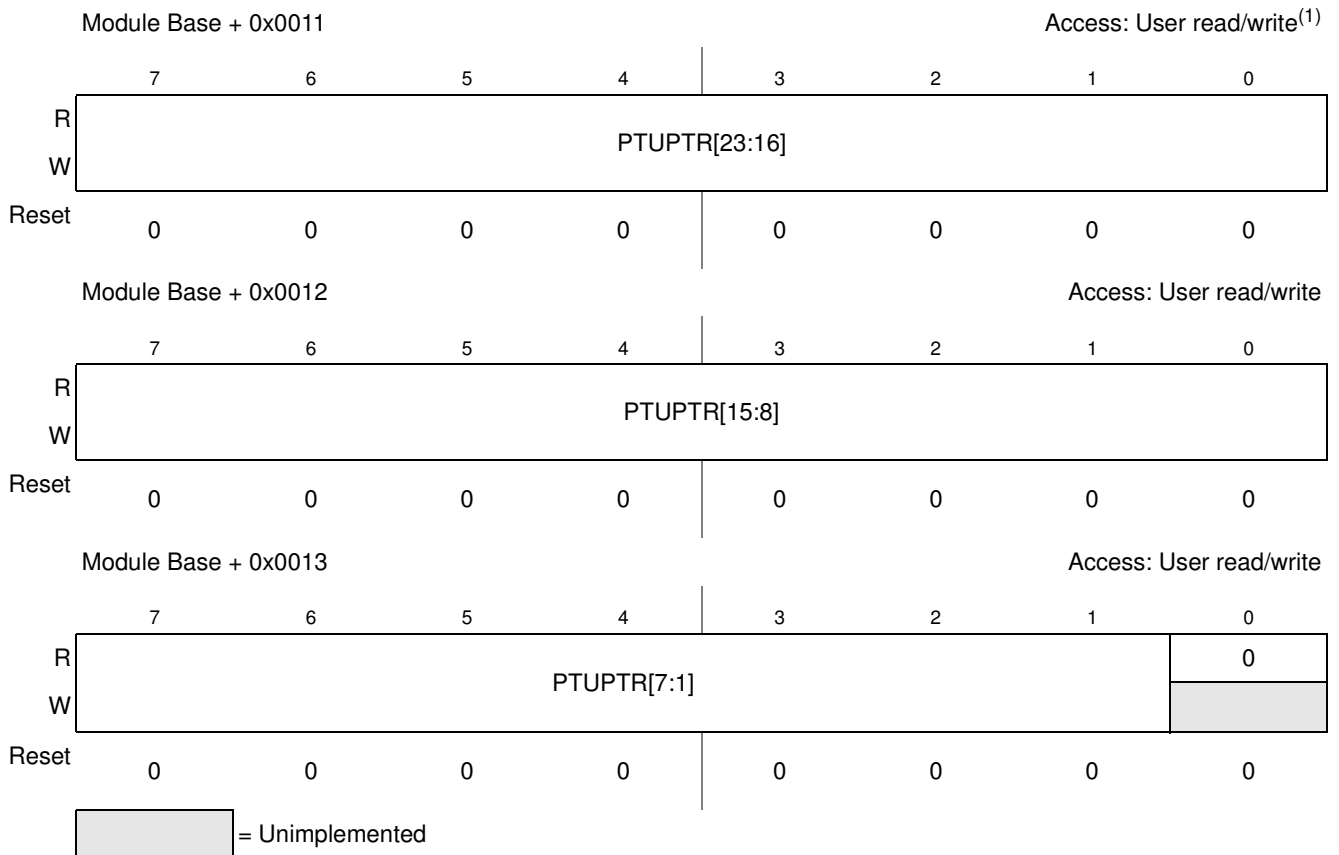 Module Base + 0x0011 Access: User read/write(1)
7 6 5 4 3 2 1 0
R
PTUPTR[23:16]
W
Reset 0 0 0 0 0 0 0 0
Module Base + 0x0012 Access: User read/write
7 6 5 4 3 2 1 0
R
PTUPTR[15:8]
W
Reset 0 0 0 0 0 0 0 0
Module Base + 0x0013 Access: User read/write
7 6 5 4 3 2 1 0
R 0
PTUPTR[7:1]
W
Reset 0 0 0 0 0 0 0 0
= Unimplemented